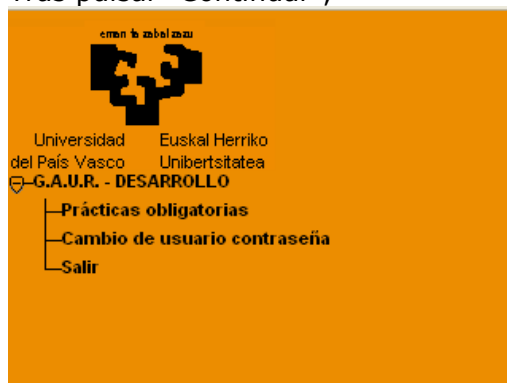 Tras pulsar "Continuar",
eman ta zabal zazu
Universidad Euskal Herriko
del País Vasco Unibertsitatea
G.A.U.R. - DESARROLLO
Prácticas obligatorias
Cambio de usuario contraseña
Salir